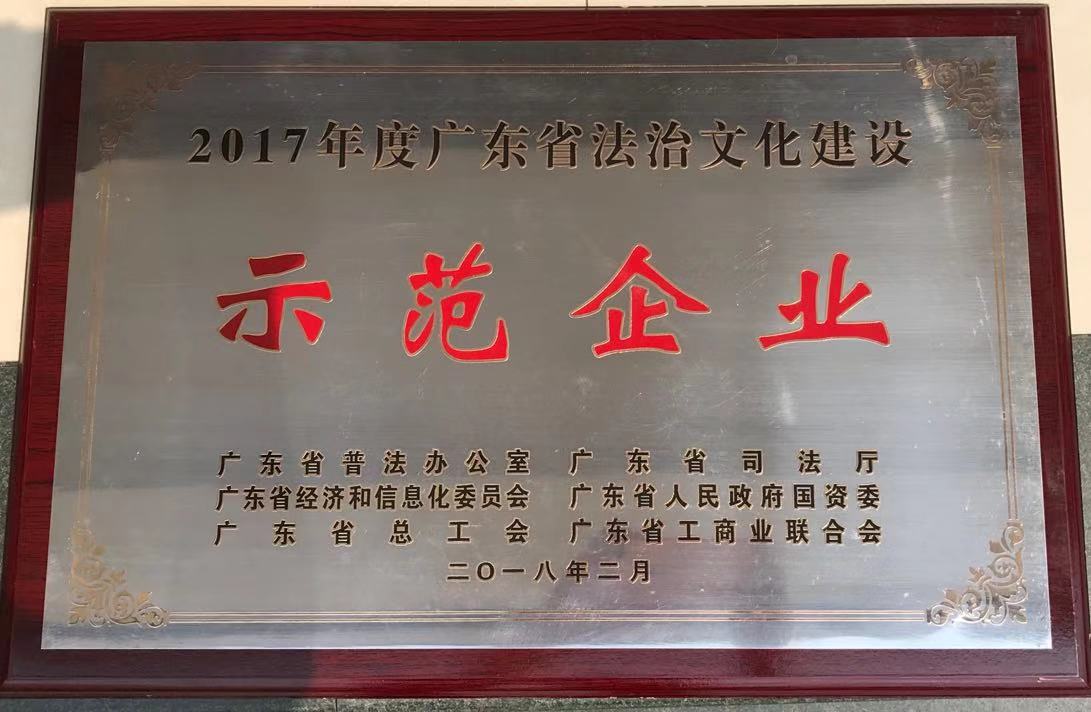 2017年度广东省法治文化建设
示范企业
广东省普法办公室 广东省司法厅
广东省经济和信息化委员会 广东省人民政府国资委
广东省总工会 广东省工商业联合会
二O一八年二月